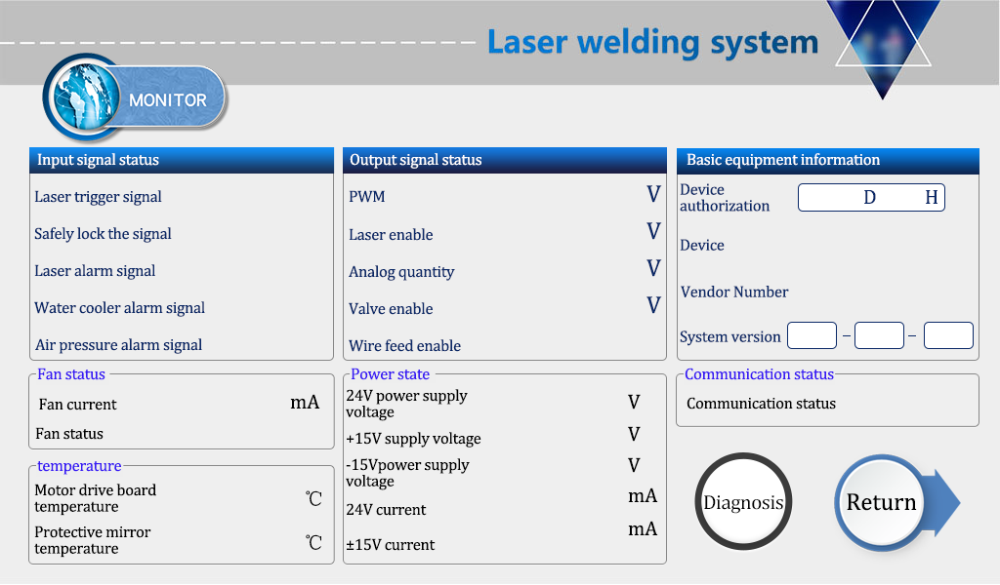 Laser welding system
MONITOR
Input signal status
Laser trigger signal
Safely lock the signal
Laser alarm signal
Water cooler alarm signal
Air pressure alarm signal
Output signal status
PWM V
Laser enable V
Analog quantity V
Valve enable V
Wire feed enable
Basic equipment information
Device
authorization D H
Device
Vendor Number
System version – –
Fan status
Fan current mA
Fan status
temperature
Motor drive board
temperature ℃
Protective mirror
temperature ℃
Power state
24V power supply
voltage V
+15V supply voltage V
-15Vpower supply
voltage V
24V current mA
±15V current mA
Communication status
Communication status
Diagnosis
Return